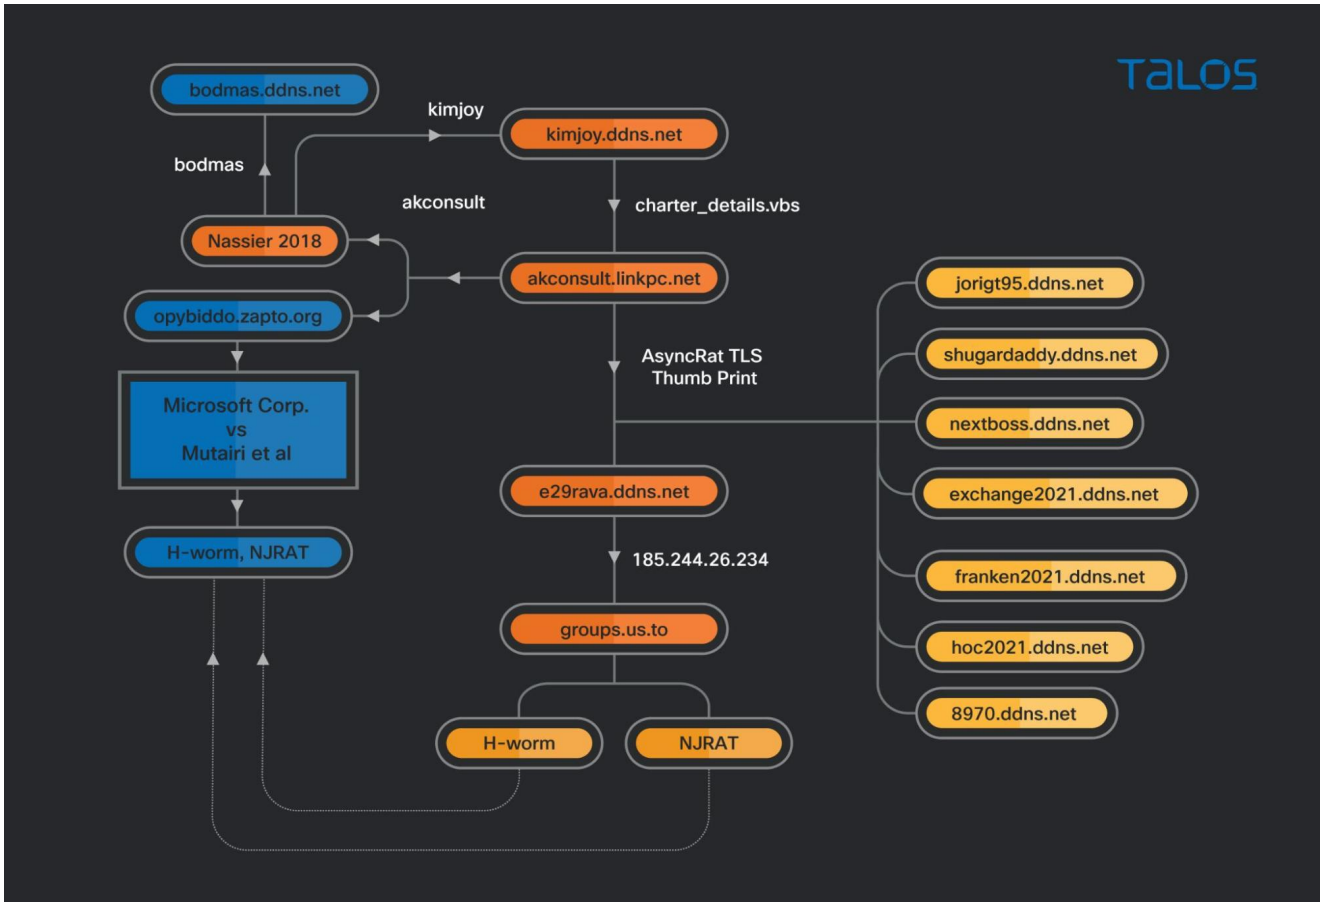 TALOS
bodmas.ddns.net
kimjoy
kimjoy.ddns.net
bodmas
akconsult
charter_details.vbs
Nassier 2018
akconsult.linkpc.net
jorigt95.ddns.net
opybiddo.zapto.org
AsyncRat TLS
Thumb Print
shugardaddy.ddns.net
Microsoft Corp.
vs
Mutairi et al
nextboss.ddns.net
e29rava.ddns.net
exchange2021.ddns.net
H-worm, NJRAT
185.244.26.234
franken2021.ddns.net
groups.us.to
hoc2021.ddns.net
8970.ddns.net
H-worm
NJRAT